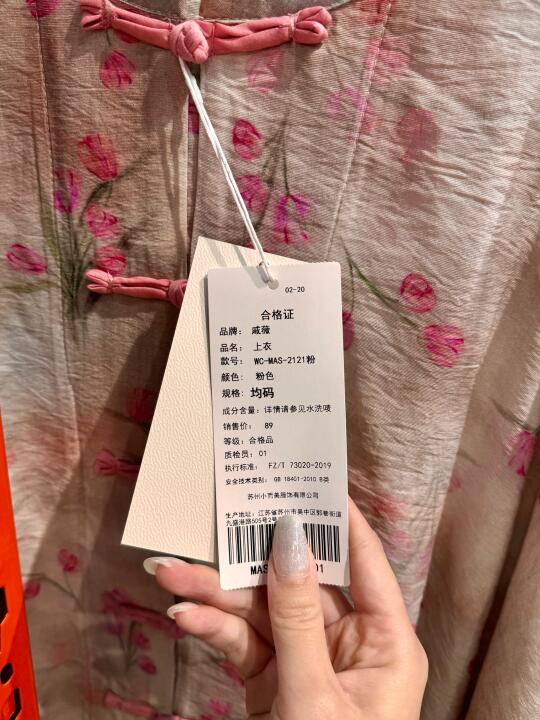 02-20
合格证
品牌: 戚薇
品名: 上衣
款号: WC-MAS-2121粉
颜色: 粉色
规格: 均码
成分含量: 详情请参见水洗唛
销售价: 89
等级: 合格品
质检员: 01
执行标准: FZ/T 73020-2019
安全技术类别: GB 18401-2010 B类
苏州小而美服饰有限公司
生产地址: 江苏省苏州市吴中区郭巷街道
九盛港路505号2
MAS
01